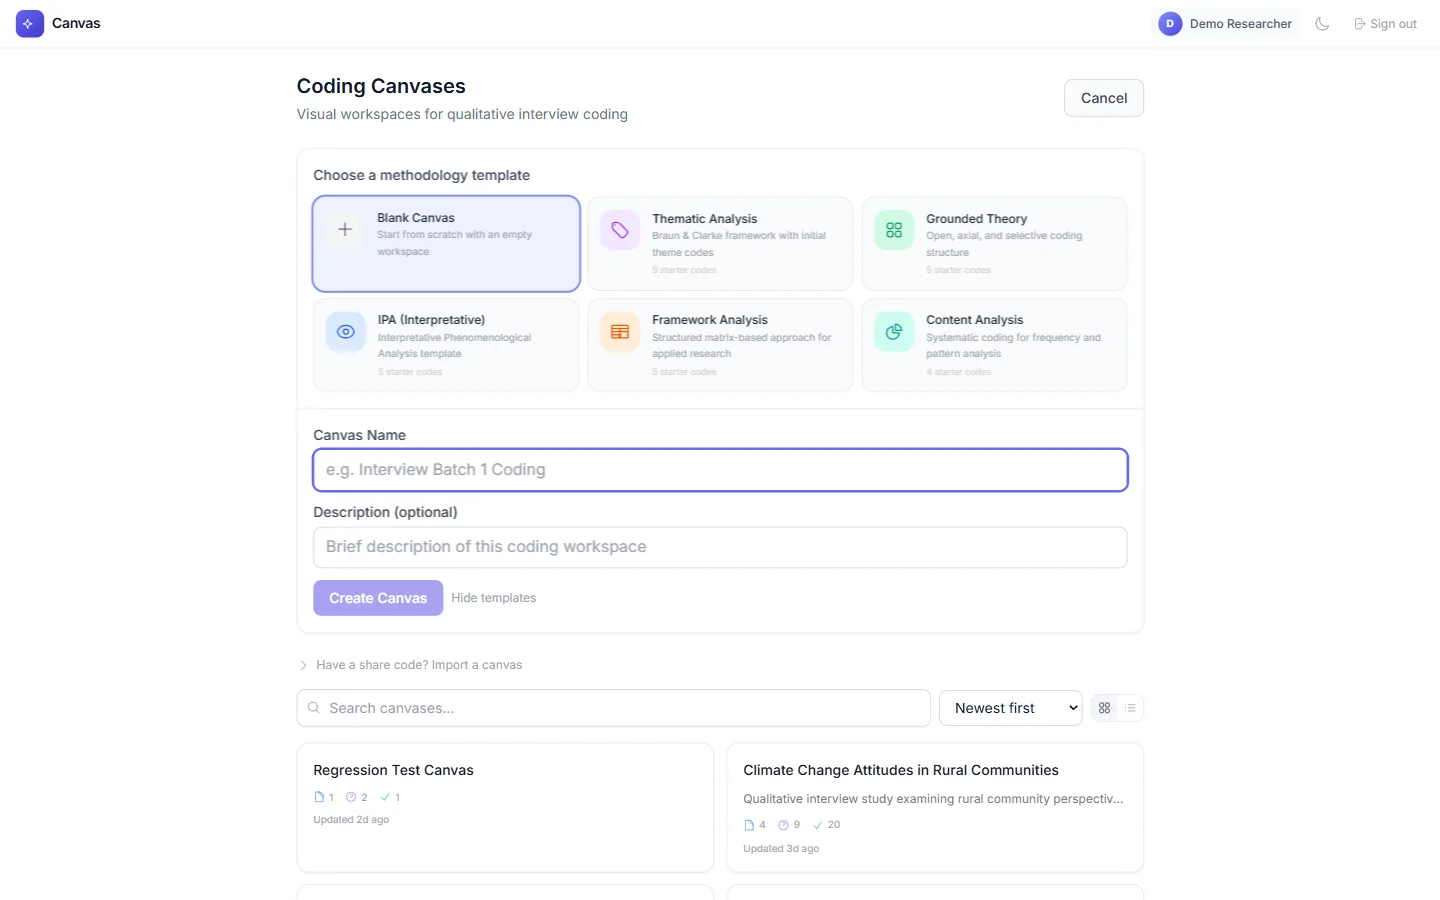 Canvas
D Demo Researcher
Sign out
Coding Canvases
Visual workspaces for qualitative interview coding
Cancel
Choose a methodology template
Blank Canvas
Start from scratch with an empty
workspace
Thematic Analysis
Braun & Clarke framework with initial
theme codes
5 starter codes
Grounded Theory
Open, axial, and selective coding
structure
5 starter codes
IPA (Interpretative)
Interpretative Phenomenological
Analysis template
5 starter codes
Framework Analysis
Structured matrix-based approach for
applied research
5 starter codes
Content Analysis
Systematic coding for frequency and
pattern analysis
4 starter codes
Canvas Name
e.g. Interview Batch 1 Coding
Description (optional)
Brief description of this coding workspace
Create Canvas
Hide templates
Have a share code? Import a canvas
Search canvases...
Newest first
Regression Test Canvas
1 2 1
Updated 2d ago
Climate Change Attitudes in Rural Communities
Qualitative interview study examining rural community perspectiv...
4 9 20
Updated 3d ago